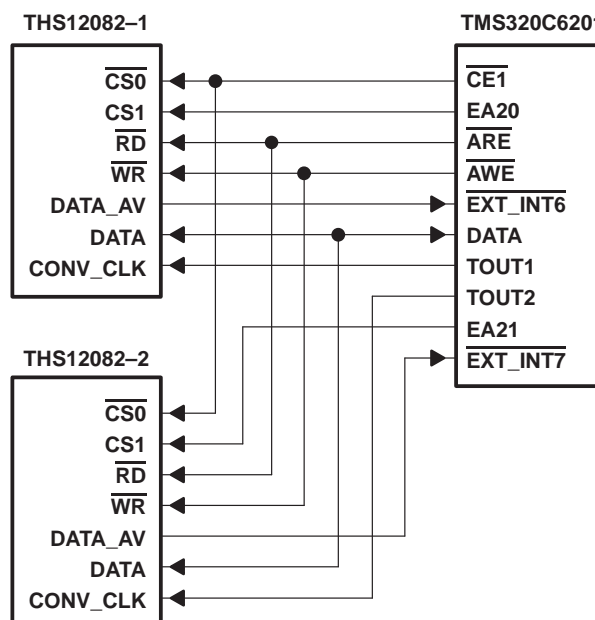 THS12082–1
CS0
CS1
RD
WR
DATA_AV
DATA
CONV_CLK
TMS320C6201
CE1
EA20
ARE
AWE
EXT_INT6
DATA
TOUT1
TOUT2
EA21
EXT_INT7
THS12082–2
CS0
CS1
RD
WR
DATA_AV
DATA
CONV_CLK